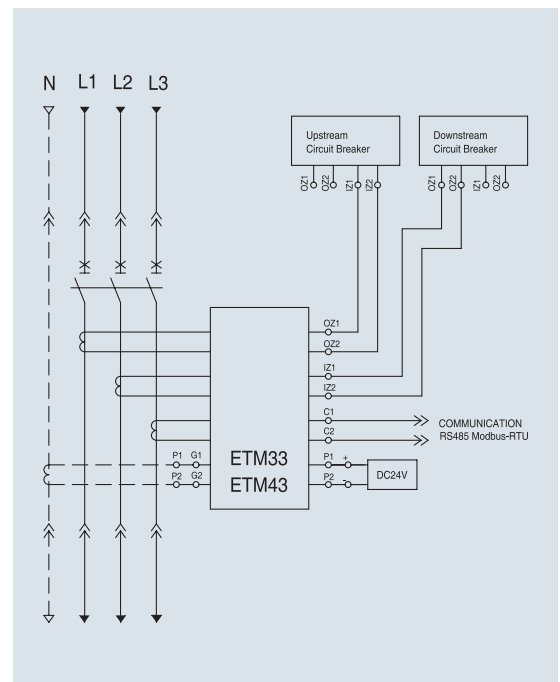 N L1 L2 L3
Upstream
Circuit Breaker
Downstream
Circuit Breaker
OZ1 OZ2 IZ1 IZ2
OZ1 OZ2 IZ1 OZ2
OZ1
OZ2
IZ1
IZ2
C1
C2
COMMUNICATION
RS485 Modbus-RTU
P1 G1
P2 G2
ETM33
ETM43
P1 +
P2 -
DC24V